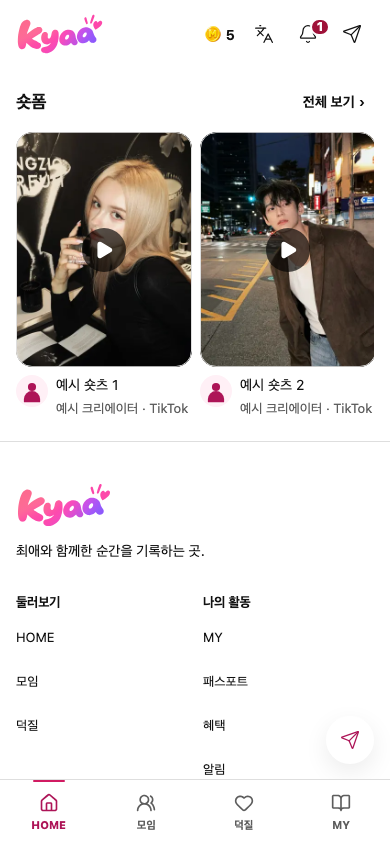 kyaa
5
1
숏폼
전체 보기 ›
예시 숏츠 1
예시 크리에이터 · TikTok
예시 숏츠 2
예시 크리에이터 · TikTok
kyaa
최애와 함께한 순간을 기록하는 곳.
둘러보기
나의 활동
HOME
MY
모임
패스포트
덕질
혜택
알림
HOME
모임
덕질
MY